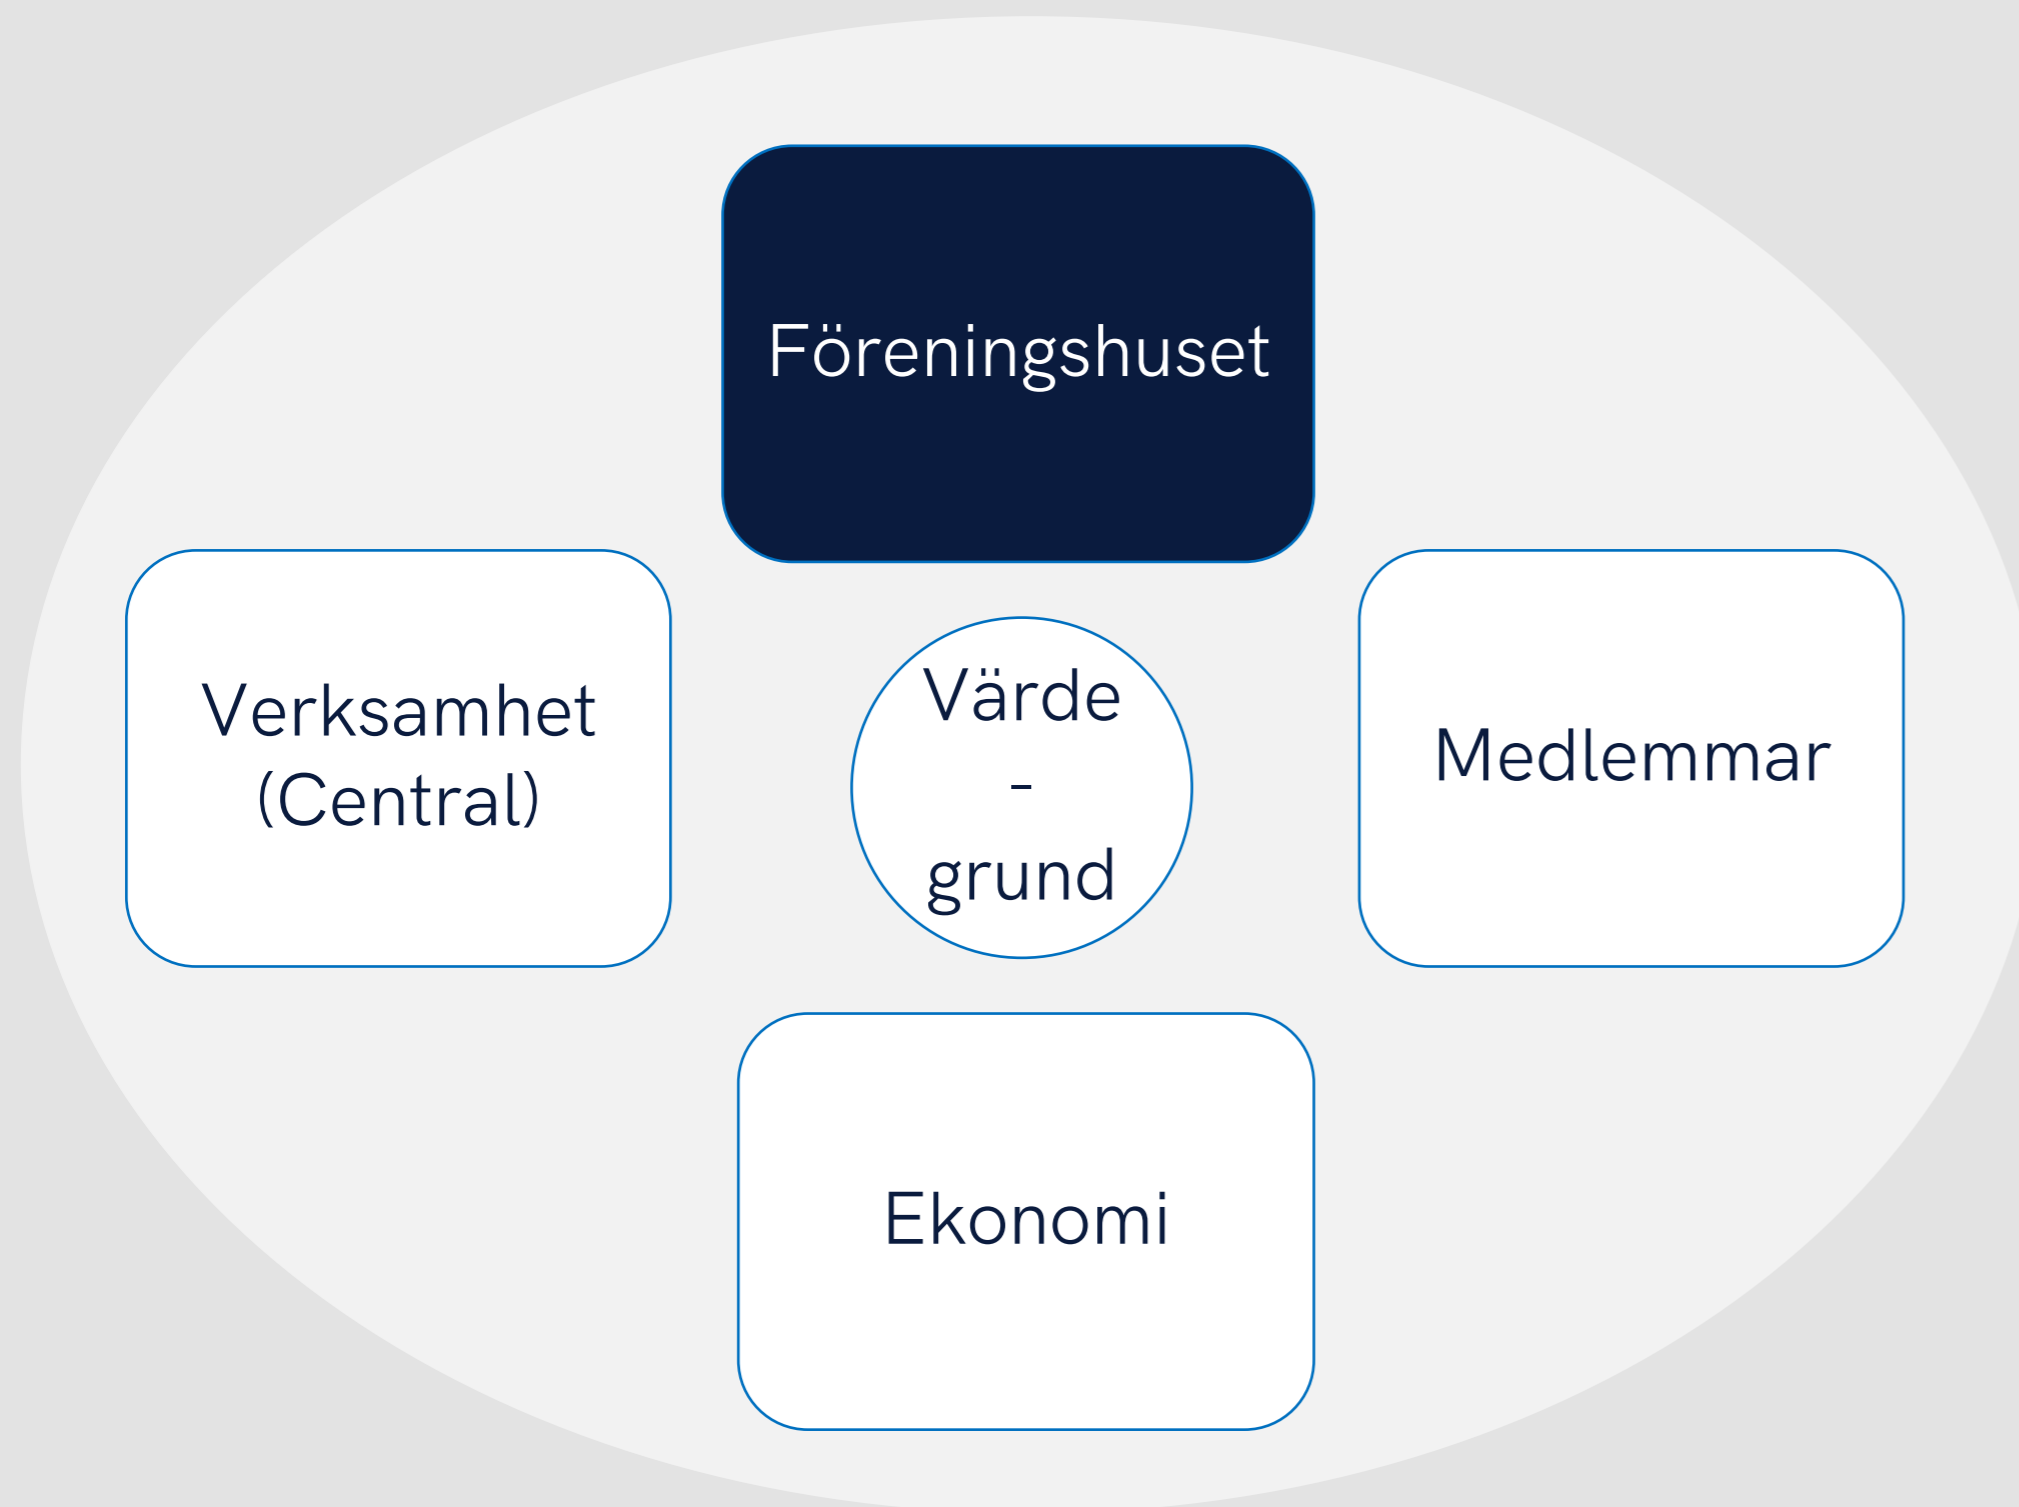 Föreningshuset
Verksamhet
(Central)
Värde
-
grund
Medlemmar
Ekonomi